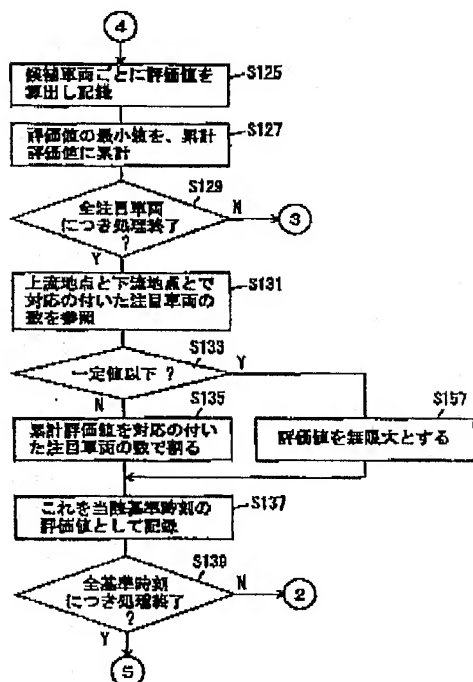 4
候補車両ごとに評価値を
算出し記録
S125
評価値の最小値を、累計
評価値に累計
S127
S129
全注目車両
につき処理終了
?
N
3
Y
上流地点と下流地点とで
対応の付いた注目車両の
数を参照
S131
S133
一定値以下 ?
Y
N
S135
累計評価値を対応の付い
た注目車両の数で割る
S157
評価値を無限大とする
S137
これを当該基準時刻の
評価値として記録
S139
全基準時刻
につき処理終了
?
N
2
Y
5